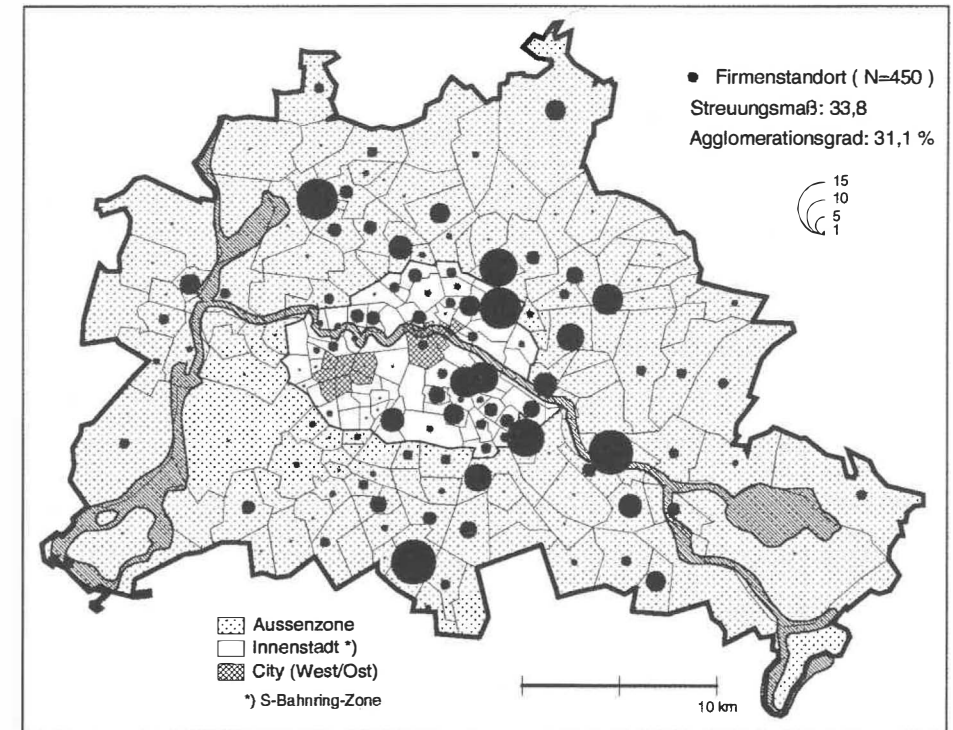 Firmenstandort ( N=450 )
Streuungsmaß: 33,8
Agglomerationsgrad: 31,1 %
15
10
5
1
Aussenzone
Innenstadt *)
City (West/Ost)
*) S-Bahnring-Zone
10 km